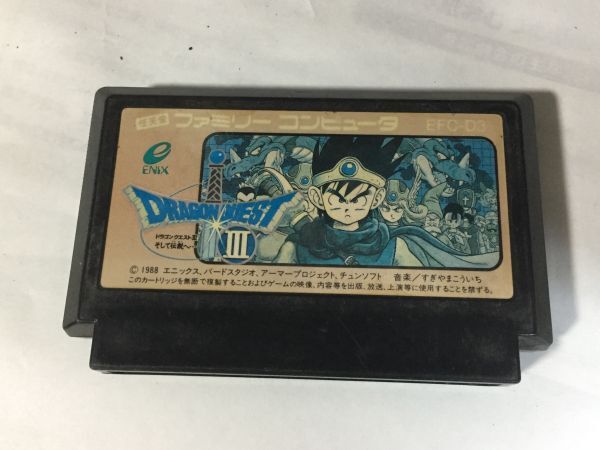 任天堂 ファミリー コンピュータ EFC-D3
ENIX
DRAGON QUEST
III
ドラゴンクエストIII
そして伝説へ…
© 1988 エニックス、バードスタジオ、アーマープロジェクト、チュンソフト 音楽／すぎやまこういち
このカートリッジを無断で複製することおよびゲームの映像、内容等を出版、放送、上演等に使用することを禁ずる。